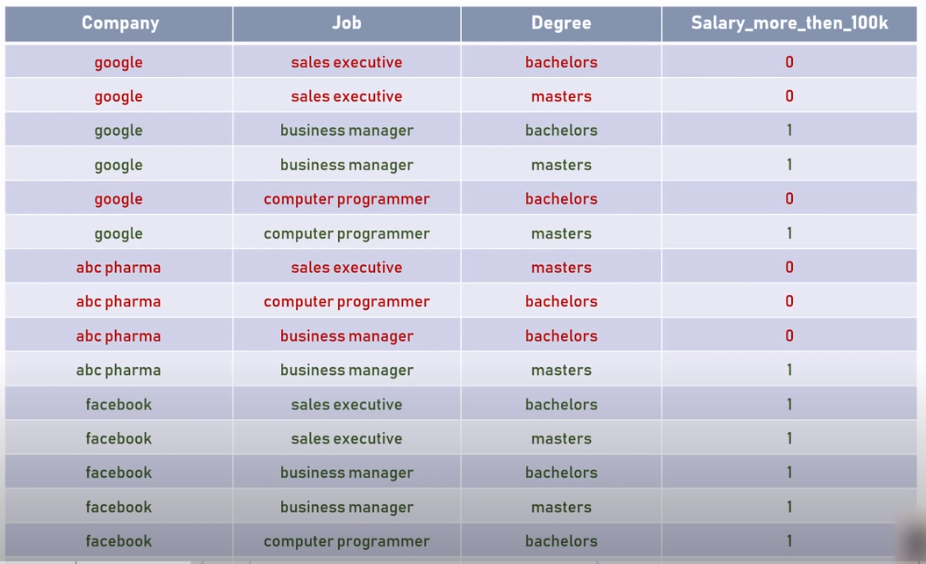 Company Job Degree Salary_more_then_100k
google sales executive bachelors 0
google sales executive masters 0
google business manager bachelors 1
google business manager masters 1
google computer programmer bachelors 0
google computer programmer masters 1
abc pharma sales executive masters 0
abc pharma computer programmer bachelors 0
abc pharma business manager bachelors 0
abc pharma business manager masters 1
facebook sales executive bachelors 1
facebook sales executive masters 1
facebook business manager bachelors 1
facebook business manager masters 1
facebook computer programmer bachelors 1